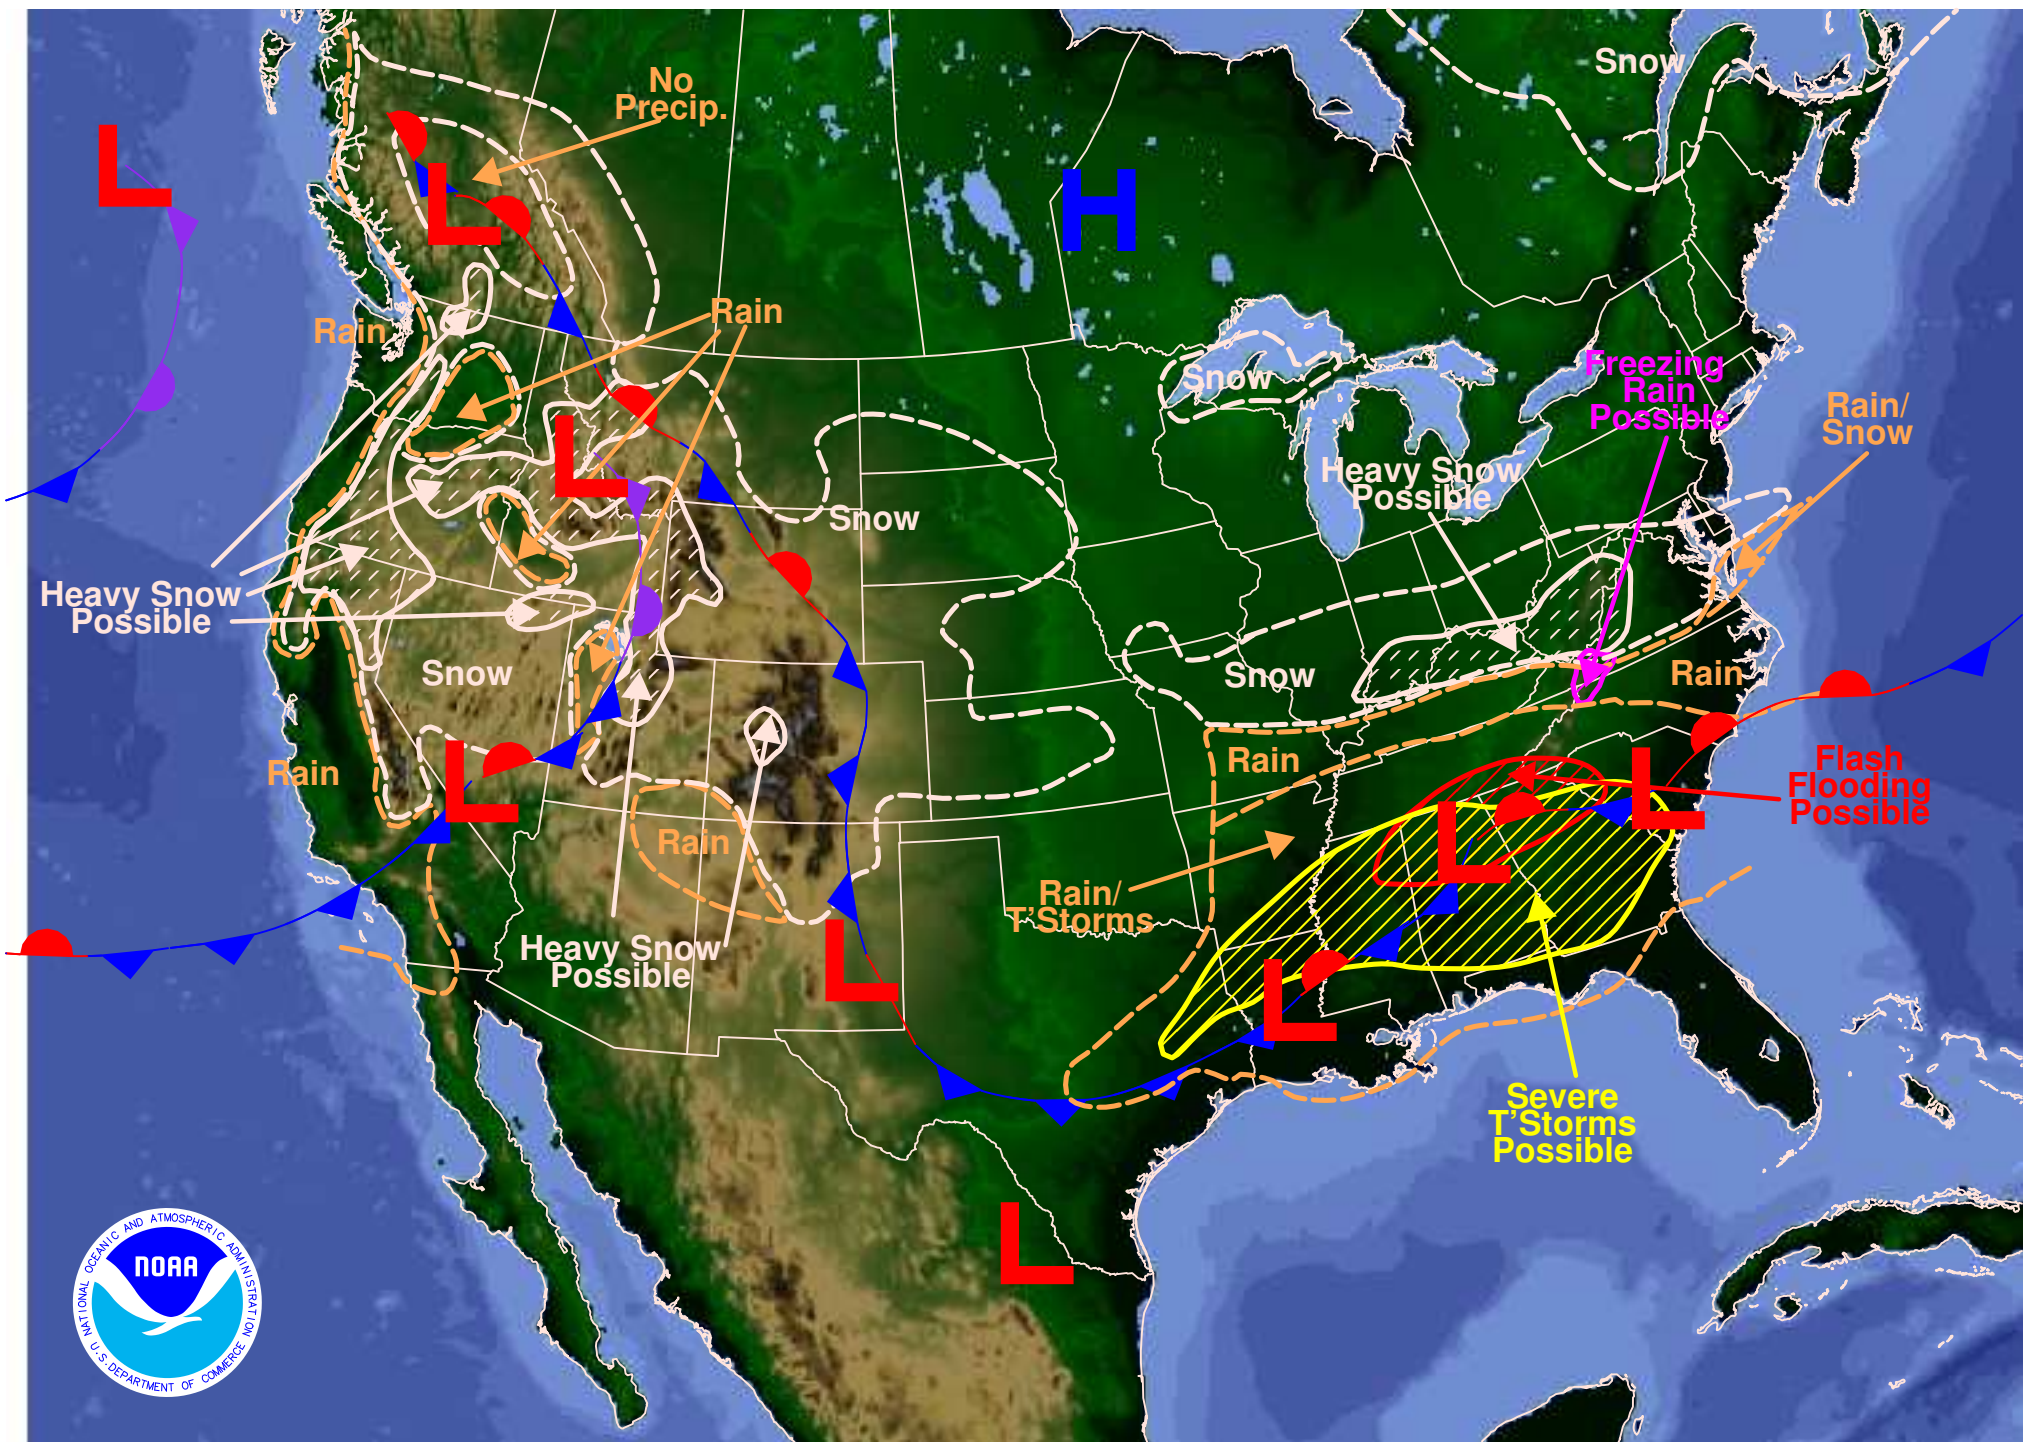 Snow
No
Precip.
L
H
L
Rain
Rain
Freezing
Rain
Possible
Snow
Rain/
Snow
Heavy Snow
Possible
L
Snow
Heavy Snow
Possible
Snow
Snow
Rain
Rain
Rain
L
L
Flash
Flooding
Possible
Rain
L
Rain/
T'Storms
Heavy Snow
Possible
L
L
Severe
T'Storms
Possible
L
NATIONAL OCEANIC AND ATMOSPHERIC ADMINISTRATION
NOAA
U.S. DEPARTMENT OF COMMERCE